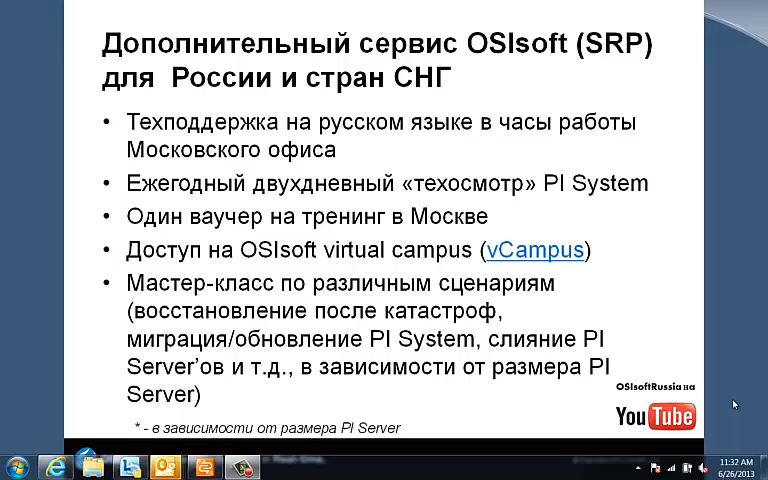 Дополнительный сервис OSIsoft (SRP)
для России и стран СНГ
• Техподдержка на русском языке в часы работы
Московского офиса
• Ежегодный двухдневный «техосмотр» PI System
• Один ваучер на тренинг в Москве
• Доступ на OSIsoft virtual campus (vCampus)
• Мастер-класс по различным сценариям
(восстановление после катастроф,
миграция/обновление PI System, слияние PI
Server’ов и т.д., в зависимости от размера PI
Server)
OSIsoftRussia на
YouTube
* - в зависимости от размера PI Server
11:32 AM
6/26/2013